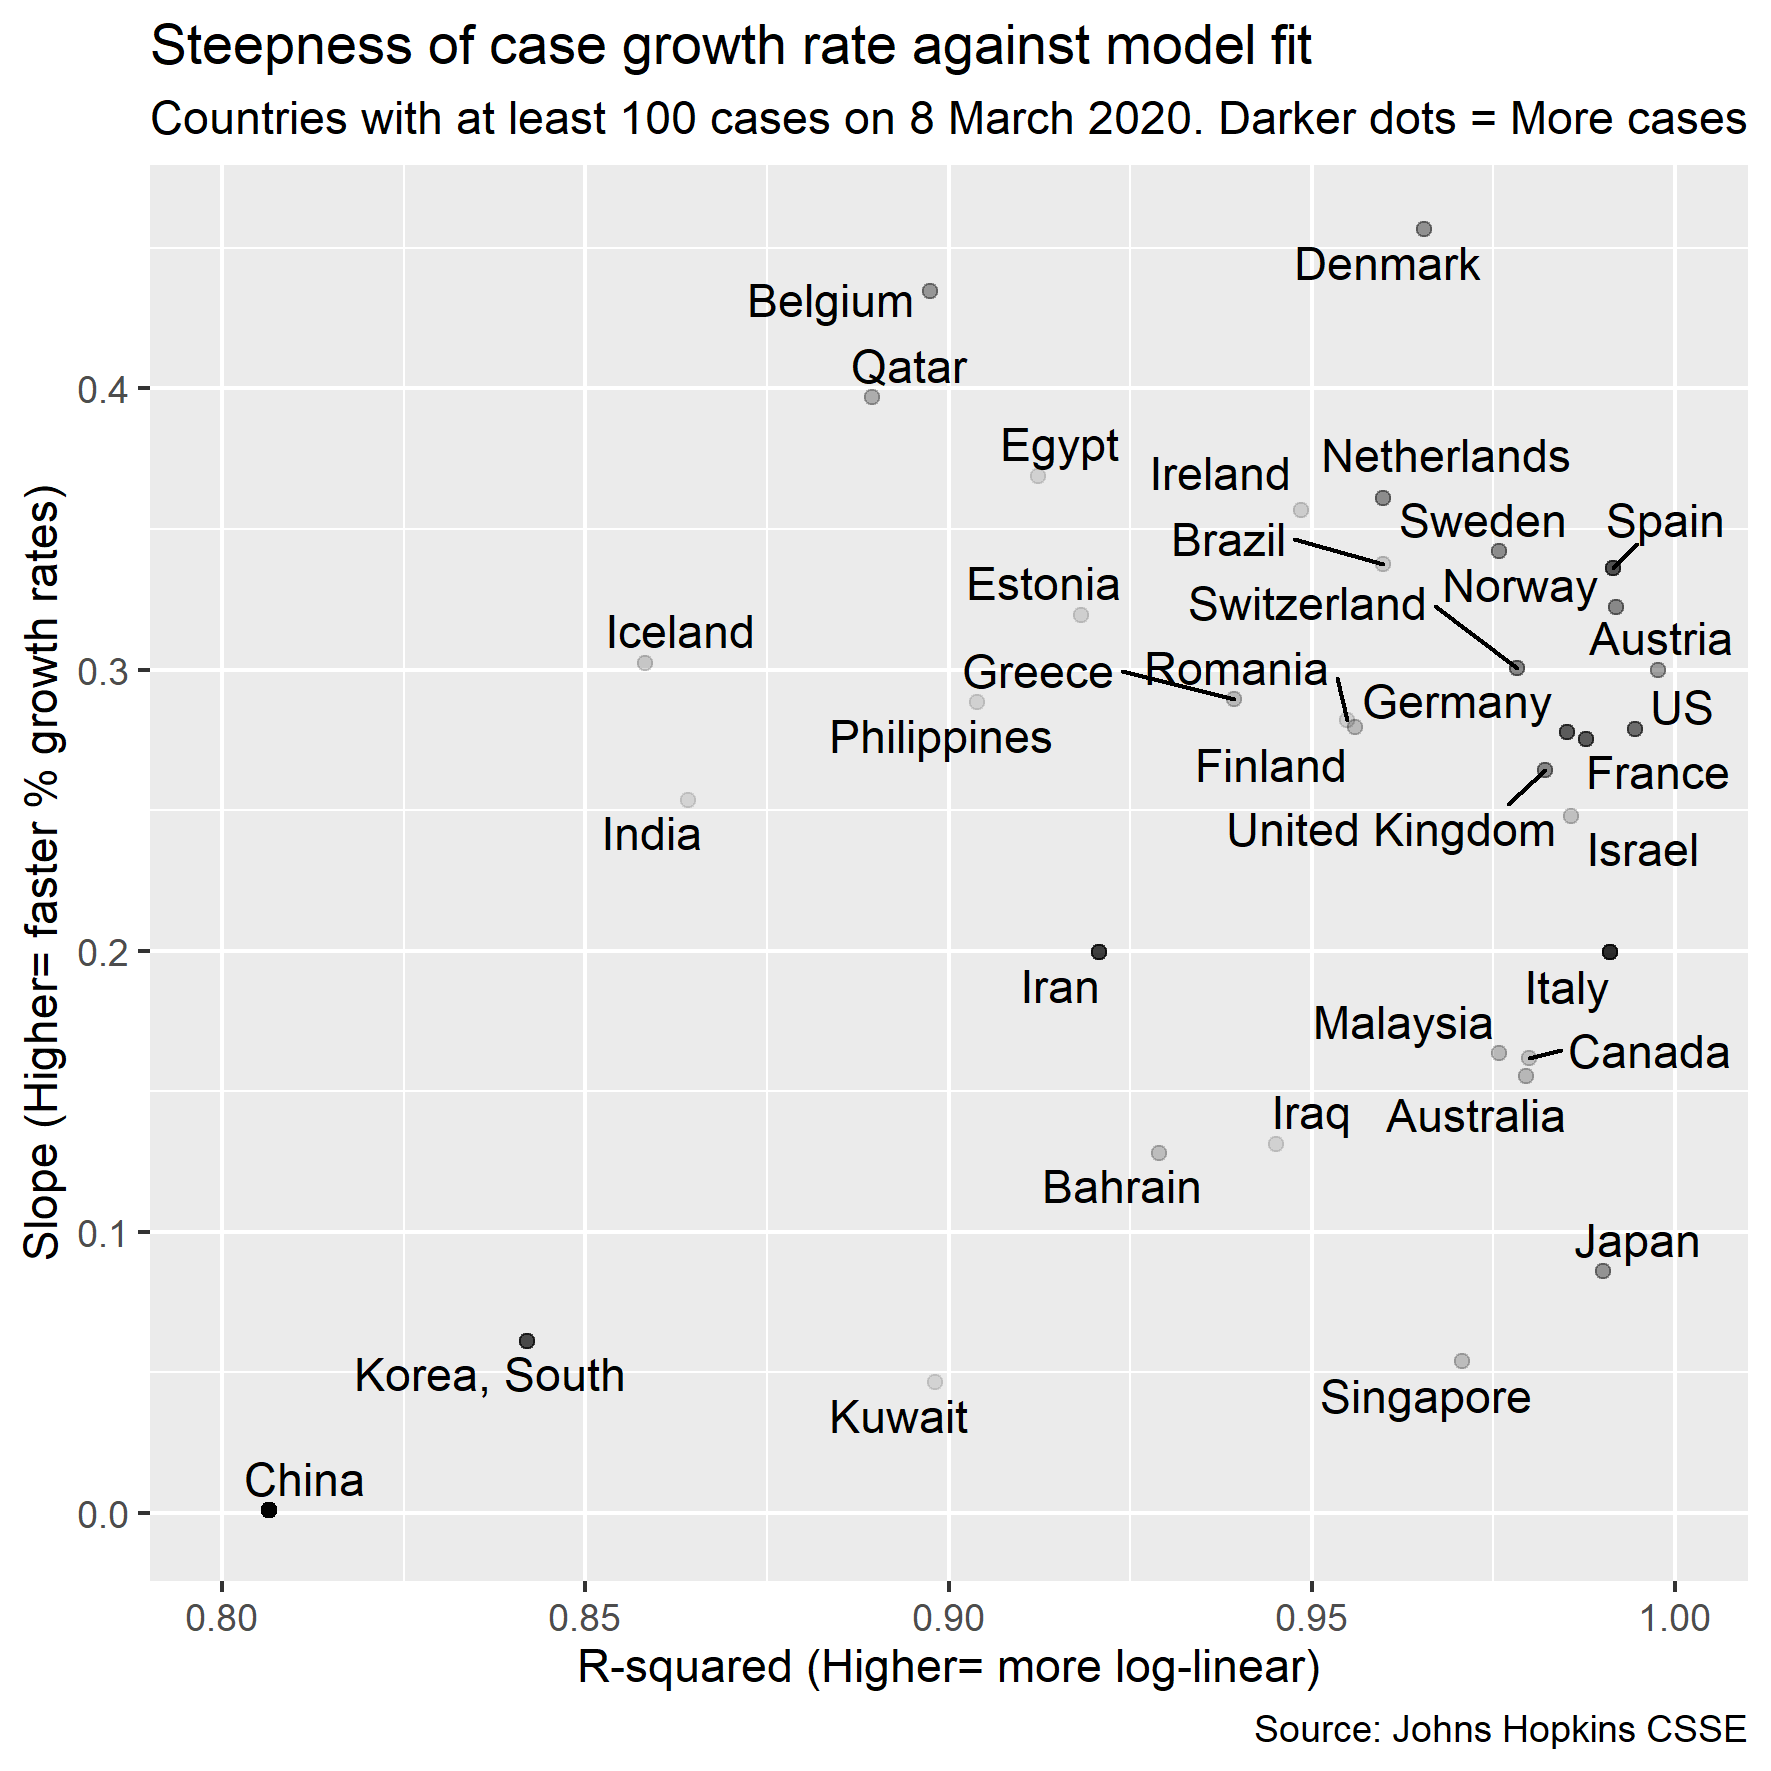 Steepness of case growth rate against model fit
Countries with at least 100 cases on 8 March 2020. Darker dots = More cases
Slope (Higher= faster % growth rates)
0.4
0.3
0.2
0.1
0.0
Denmark
Belgium
Qatar
Egypt
Netherlands
Ireland
Sweden
Spain
Brazil
Estonia
Norway
Switzerland
Iceland
Austria
Greece
Romania
Germany
US
Philippines
Finland
France
India
United Kingdom
Israel
Iran
Italy
Malaysia
Canada
Iraq
Australia
Bahrain
Japan
Korea, South
Singapore
Kuwait
China
0.80
0.85
0.90
0.95
1.00
R-squared (Higher= more log-linear)
Source: Johns Hopkins CSSE